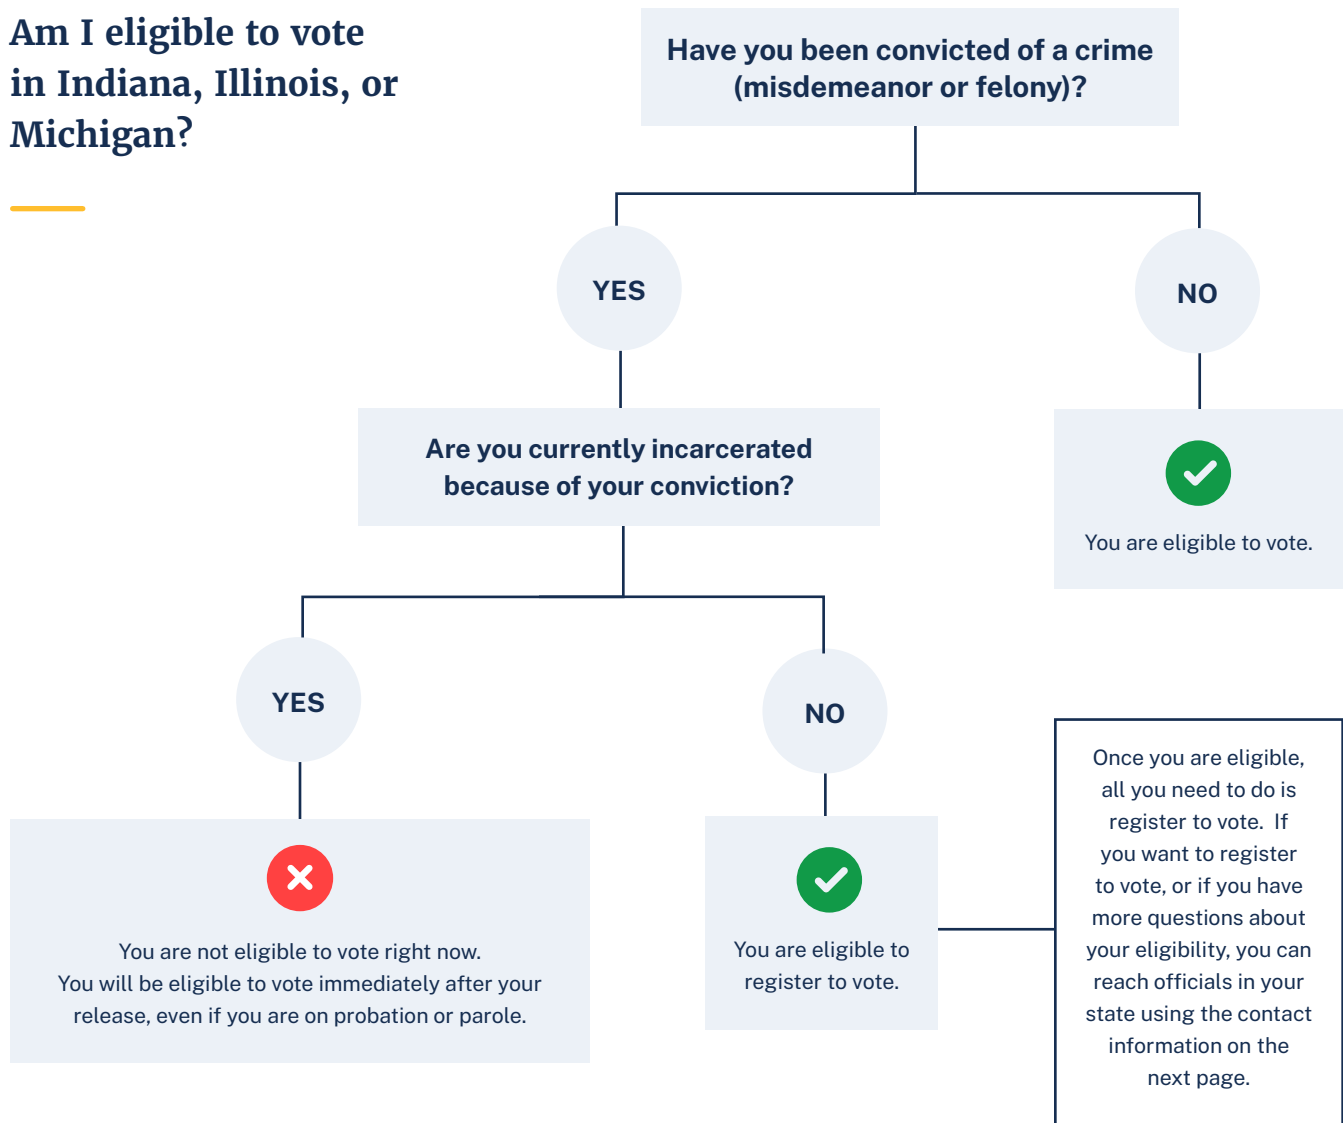 Am I eligible to vote
in Indiana, Illinois, or
Michigan?
Have you been convicted of a crime
(misdemeanor or felony)?
YES
NO
Are you currently incarcerated
because of your conviction?
You are eligible to vote.
YES
NO
You are not eligible to vote right now.
You will be eligible to vote immediately after your
release, even if you are on probation or parole.
You are eligible to
register to vote.
Once you are eligible,
all you need to do is
register to vote.  If
you want to register
to vote, or if you have
more questions about
your eligibility, you can
reach officials in your
state using the contact
information on the
next page.